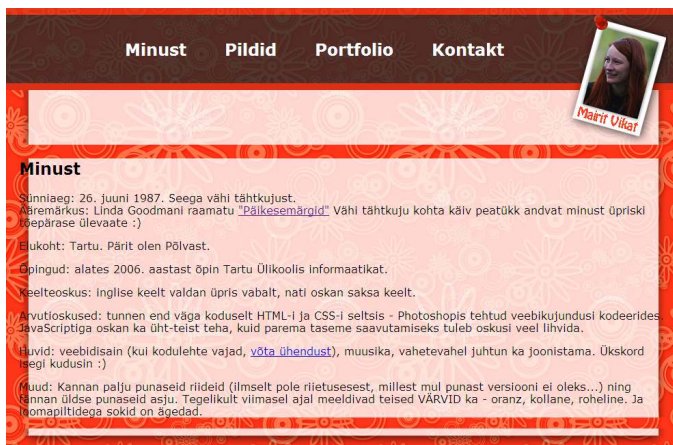 Minust Pildid Portfolio Kontakt
Mairit Vikat
Minust
Sünniaeg: 26. juuni 1987. Seega vähi tähtkujust.
Ääremärkus: Linda Goodmani raamatu "Päikesemärgid" Vähi tähtkuju kohta käiv peatükk andvat minust üpriski
tõepärase ülevaate :)
Elukoht: Tartu. Pärit olen Põlvast.
Õpingud: alates 2006. aastast õpin Tartu Ülikoolis informaatikat.
Keelteoskus: inglise keelt valdan üpris vabalt, nati oskan saksa keelt.
Arvutioskused: tunnen end väga koduselt HTML-i ja CSS-i seltsis - Photoshopis tehtud veebikujundusi kodeerides.
JavaScriptiga oskan ka üht-teist teha, kuid parema taseme saavutamiseks tuleb oskusi veel lihvida.
Huvid: veebidisain (kui kodulehte vajad, võta ühendust), muusika, vahetevahel juhtun ka joonistama. Ükskord
isegi kudusin :)
Muud: Kannan palju punaseid riideid (ilmselt pole riietusesest, millest mul punast versiooni ei oleks...) ning
fännan üldse punaseid asju. Tegelikult viimasel ajal meeldivad teised VÄRVID ka - oranz, kollane, roheline. Ja
loomapiltidega sokid on ägedad.